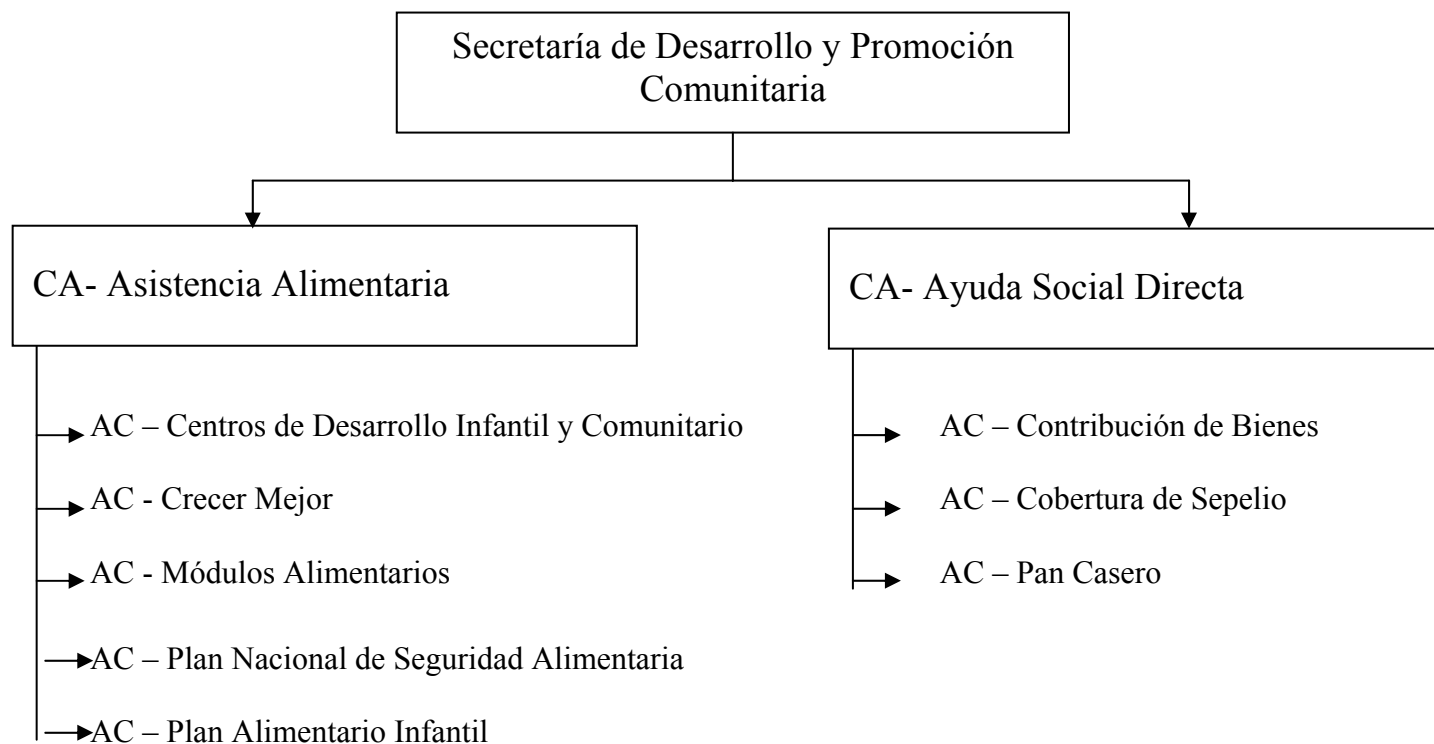 Secretaría de Desarrollo y Promoción
Comunitaria
CA- Asistencia Alimentaria
AC – Centros de Desarrollo Infantil y Comunitario
AC - Crecer Mejor
AC - Módulos Alimentarios
AC – Plan Nacional de Seguridad Alimentaria
AC – Plan Alimentario Infantil
CA- Ayuda Social Directa
AC – Contribución de Bienes
AC – Cobertura de Sepelio
AC – Pan Casero